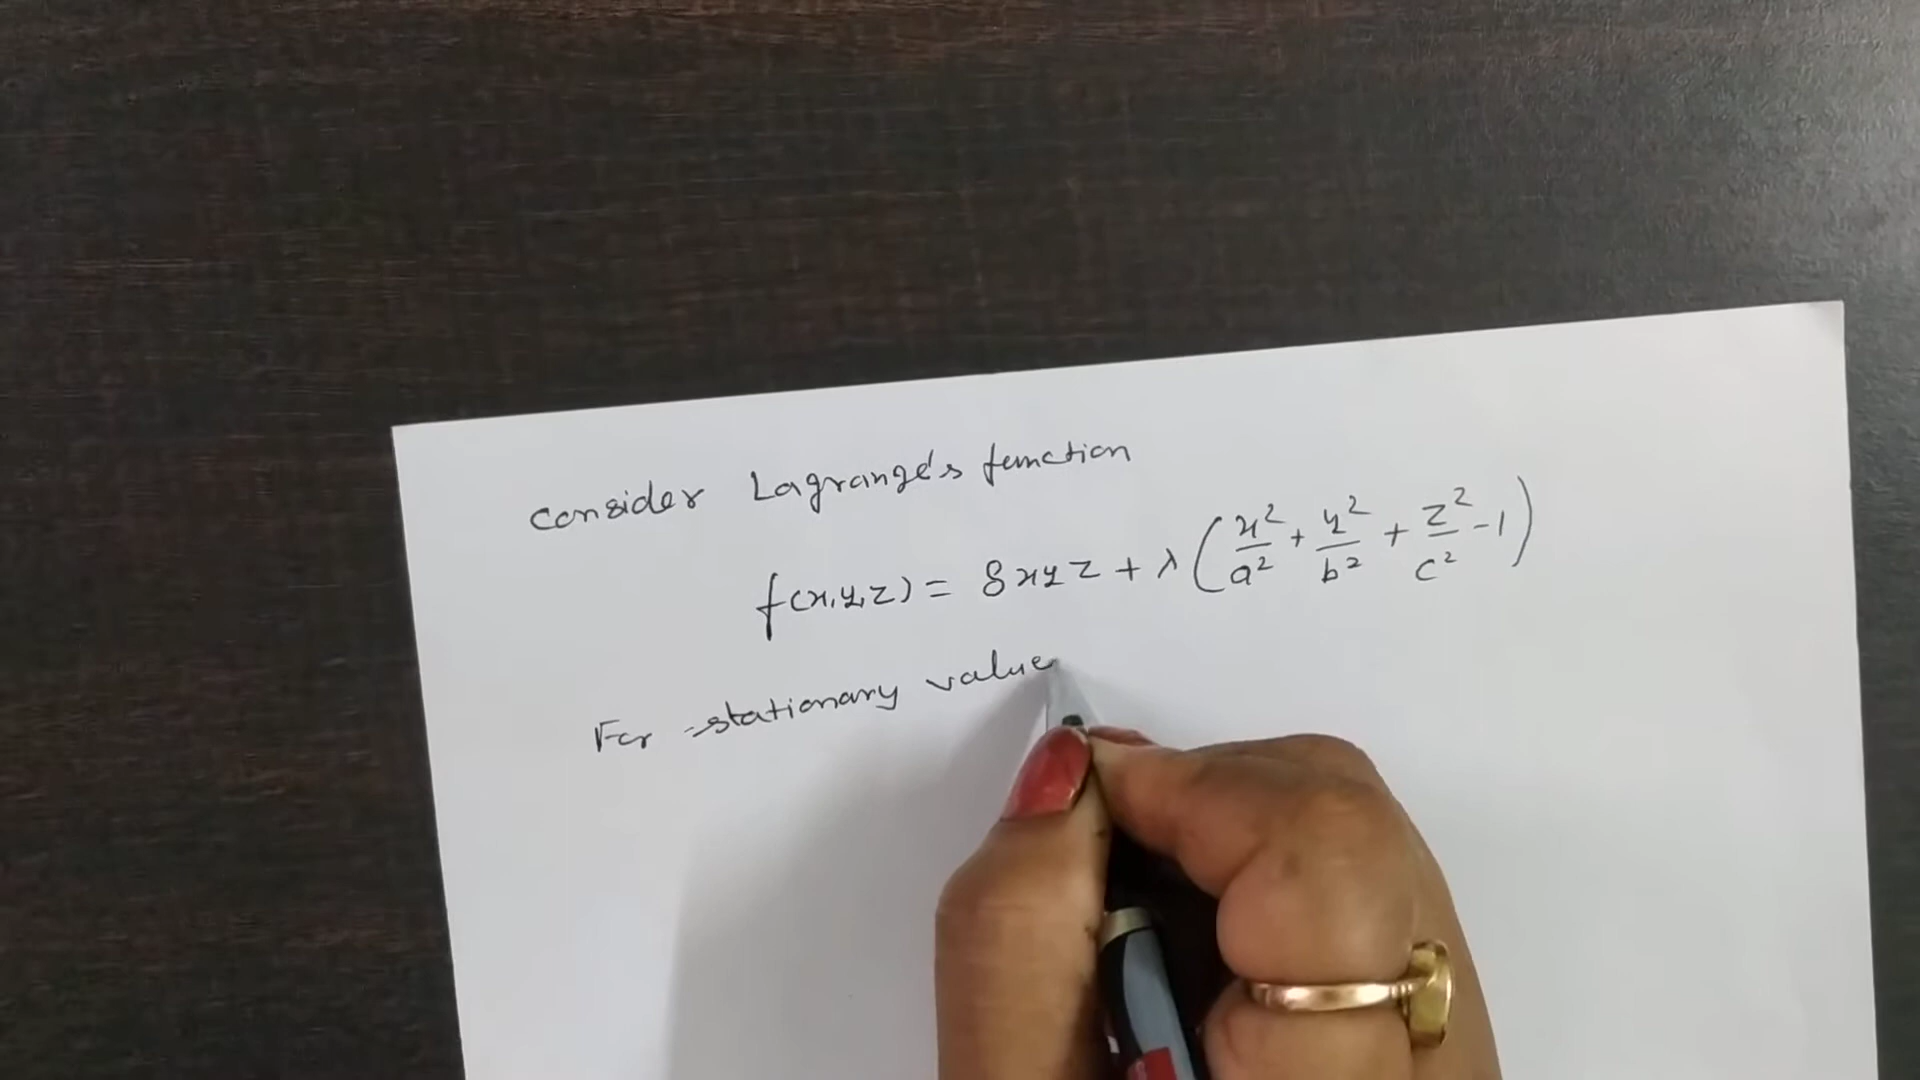 consider Lagrange's function
f(x,y,z) = 8xyz + λ (x²/a² + y²/b² + z²/c² - 1)
For stationary value